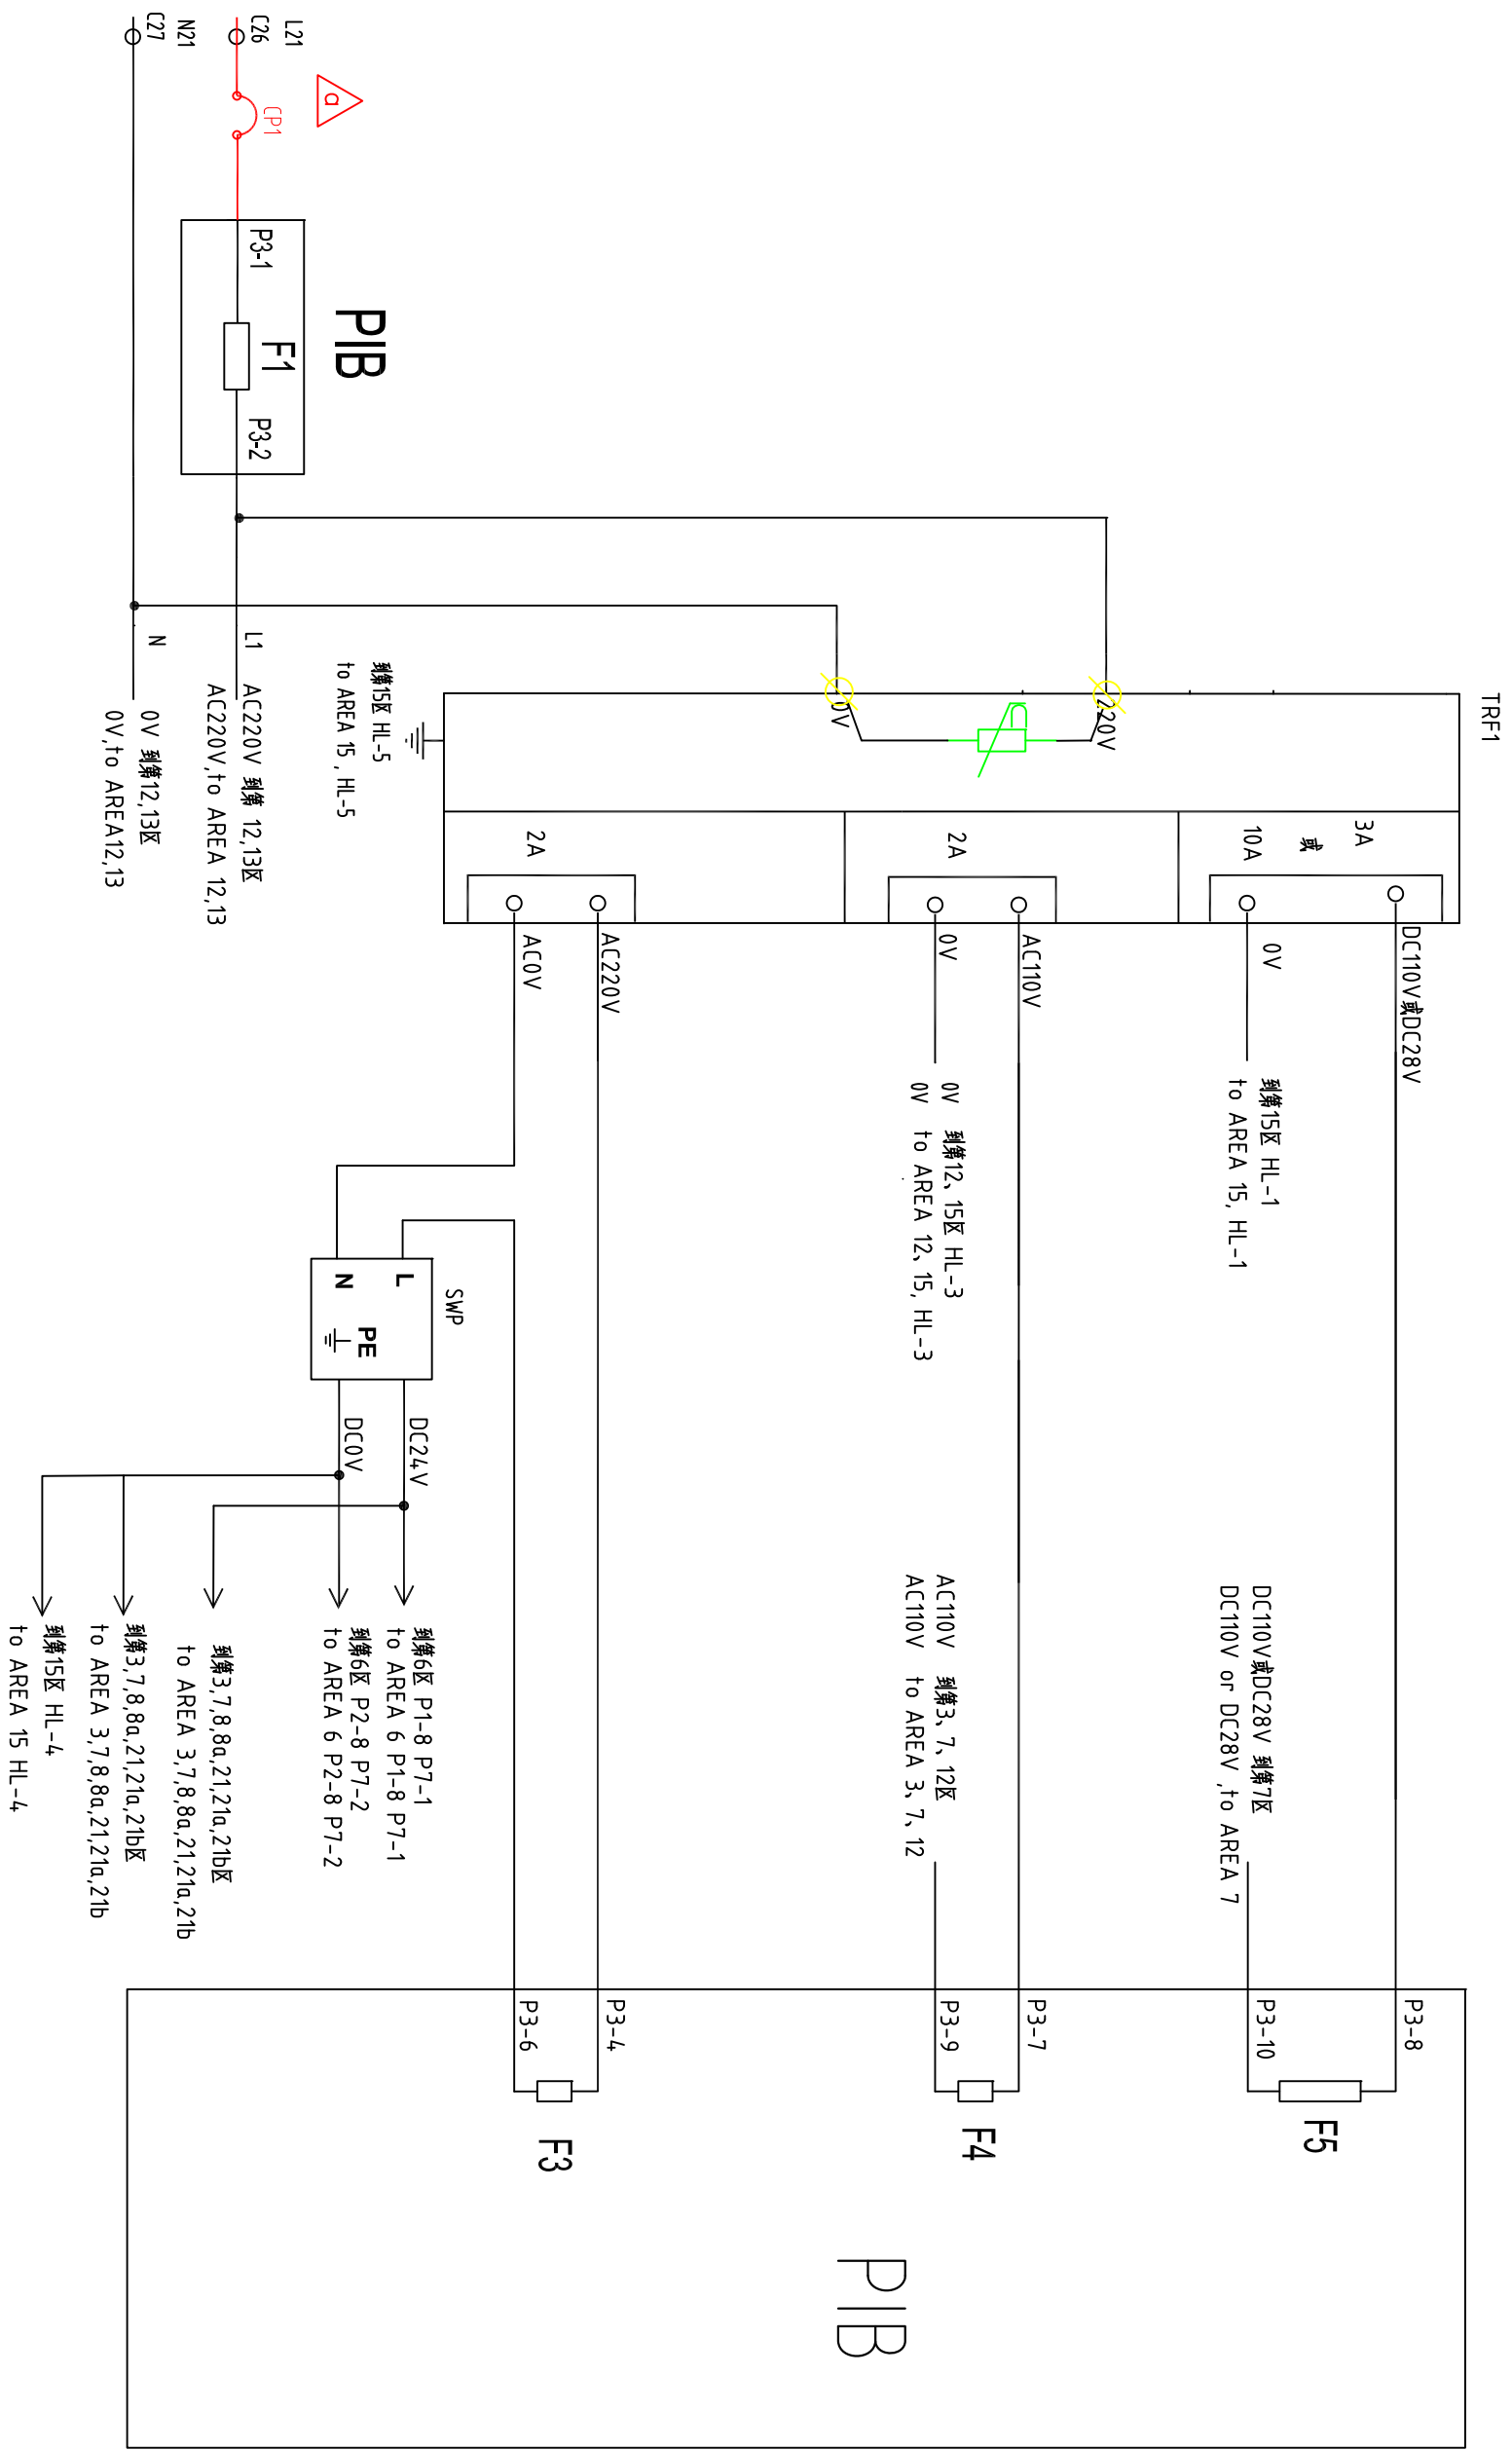 TRF1
L21
C26
N21
C27
a
CP1
PIB
P3-1
F1
P3-2
L1
AC220V 到第 12,13区
AC220V,to AREA 12,13
N
0V 到第12,13区
0V,to AREA12,13
到第15区 HL-5
to AREA 15 , HL-5
220V
0V
3A
或
10A
2A
2A
DC110V或DC28V
0V
到第15区 HL-1
to AREA 15, HL-1
AC110V
0V
0V 到第12、15区 HL-3
0V to AREA 12、15, HL-3
AC220V
AC0V
SWP
L
N
PE
DC24V
DC0V
DC110V或DC28V 到第7区
DC110V or DC28V ,to AREA 7
AC110V 到第3、7、12区
AC110V to AREA 3、7、12
到第6区 P1-8 P7-1
to AREA 6 P1-8 P7-1
到第6区 P2-8 P7-2
to AREA 6 P2-8 P7-2
到第3,7,8,8a,21,21a,21b区
to AREA 3,7,8,8a,21,21a,21b
到第3,7,8,8a,21,21a,21b区
to AREA 3,7,8,8a,21,21a,21b
到第15区 HL-4
to AREA 15 HL-4
P3-8
P3-10
F5
P3-7
P3-9
F4
P3-4
P3-6
F3
PIB